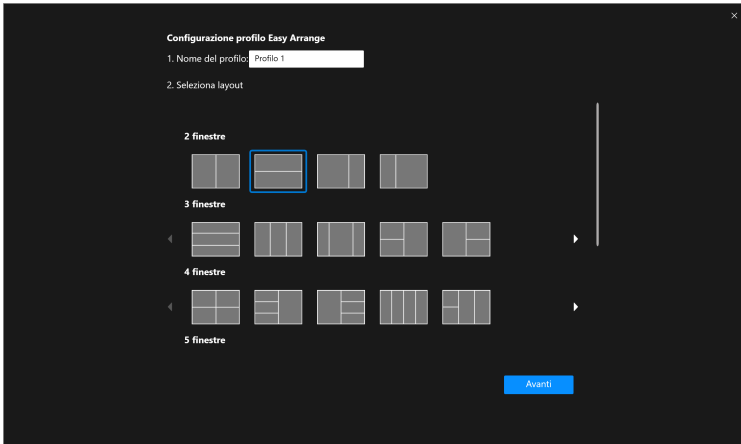 Configurazione profilo Easy Arrange
1. Nome del profilo: Profilo 1
2. Seleziona layout
2 finestre
3 finestre
4 finestre
5 finestre
Avanti